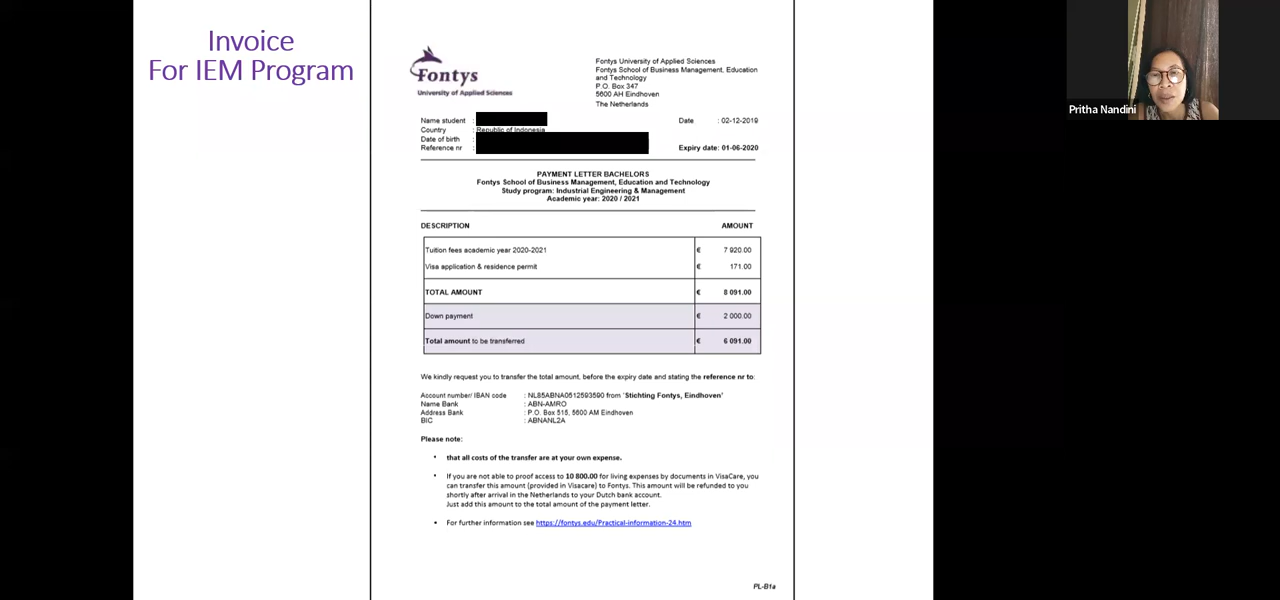 Invoice
For IEM Program
Fontys
University of Applied Sciences
Fontys University of Applied Sciences
Fontys School of Business Management, Education
and Technology
P.O. Box 347
5600 AH Eindhoven
The Netherlands
Name student :
Date : 02-12-2019
Country : Republic of Indonesia
Date of birth :
Reference nr :
Expiry date: 01-06-2020
PAYMENT LETTER BACHELORS
Fontys School of Business Management, Education and Technology
Study program: Industrial Engineering & Management
Academic year: 2020 / 2021
DESCRIPTION AMOUNT
Tuition fees academic year 2020-2021 € 7 920.00
Visa application & residence permit € 171.00
TOTAL AMOUNT € 8 091.00
Down payment € 2 000.00
Total amount to be transferred € 6 091.00
We kindly request you to transfer the total amount, before the expiry date and stating the reference nr to:
Account number/ IBAN code : NL85ABNA0512593590 from 'Stichting Fontys, Eindhoven'
Name Bank : ABN-AMRO
Address Bank : P.O. Box 515, 5600 AM Eindhoven
BIC : ABNANL2A
Please note:
• that all costs of the transfer are at your own expense.
• If you are not able to proof access to 10 800.00 for living expenses by documents in VisaCare, you
can transfer this amount (provided in Visacare) to Fontys. This amount will be refunded to you
shortly after arrival in the Netherlands to your Dutch bank account.
Just add this amount to the total amount of the payment letter.
• For further information see https://fontys.edu/Practical-information-24.htm
PL-B1a
Pritha Nandini